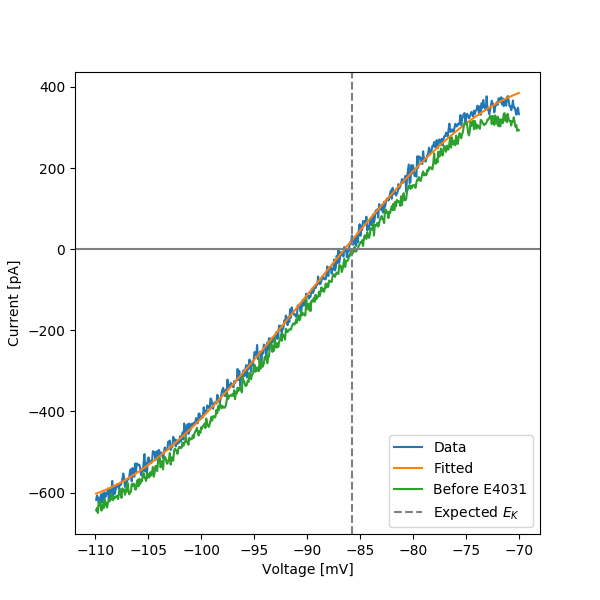 400
200
0
−200
−400
−600
Current [pA]
−110 −105 −100 −95 −90 −85 −80 −75 −70
Voltage [mV]
Data
Fitted
Before E4031
Expected E_K